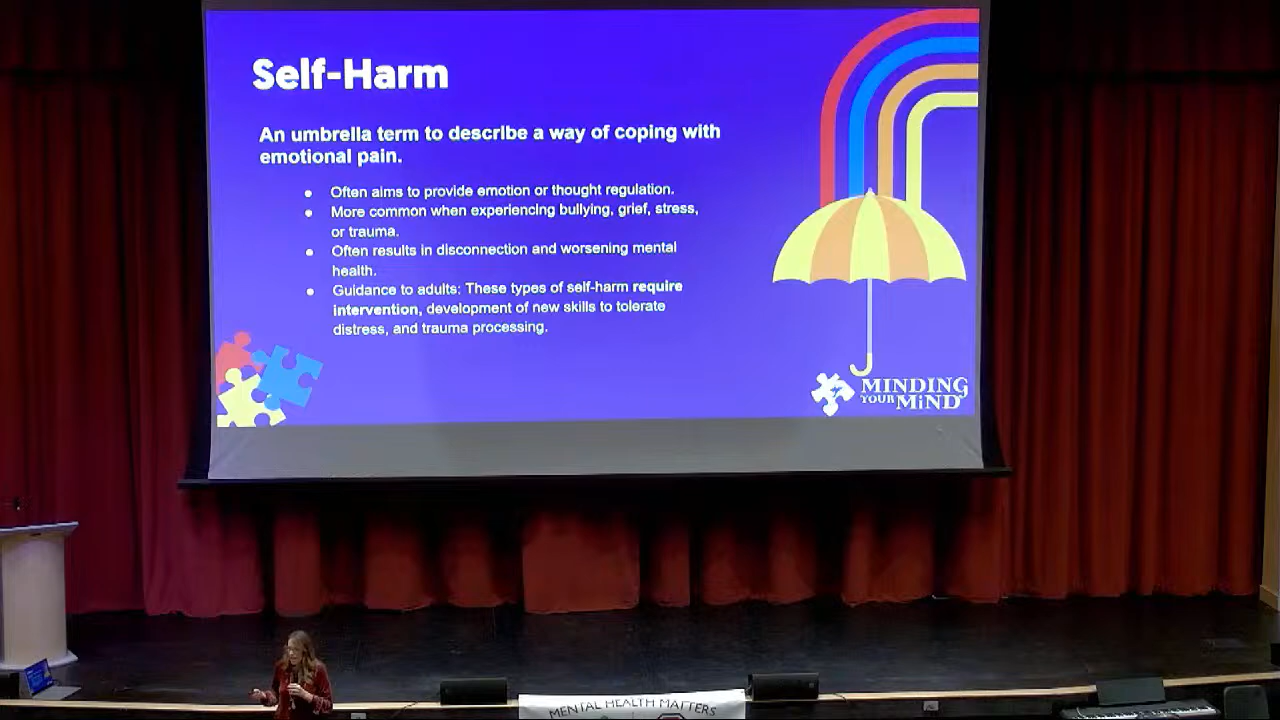 Self-Harm
An umbrella term to describe a way of coping with
emotional pain.
● Often aims to provide emotion or thought regulation.
● More common when experiencing bullying, grief, stress,
or trauma.
● Often results in disconnection and worsening mental
health.
● Guidance to adults: These types of self-harm require
intervention, development of new skills to tolerate
distress, and trauma processing.
MINDING
YOUR MiND
MENTAL HEALTH MATTERS